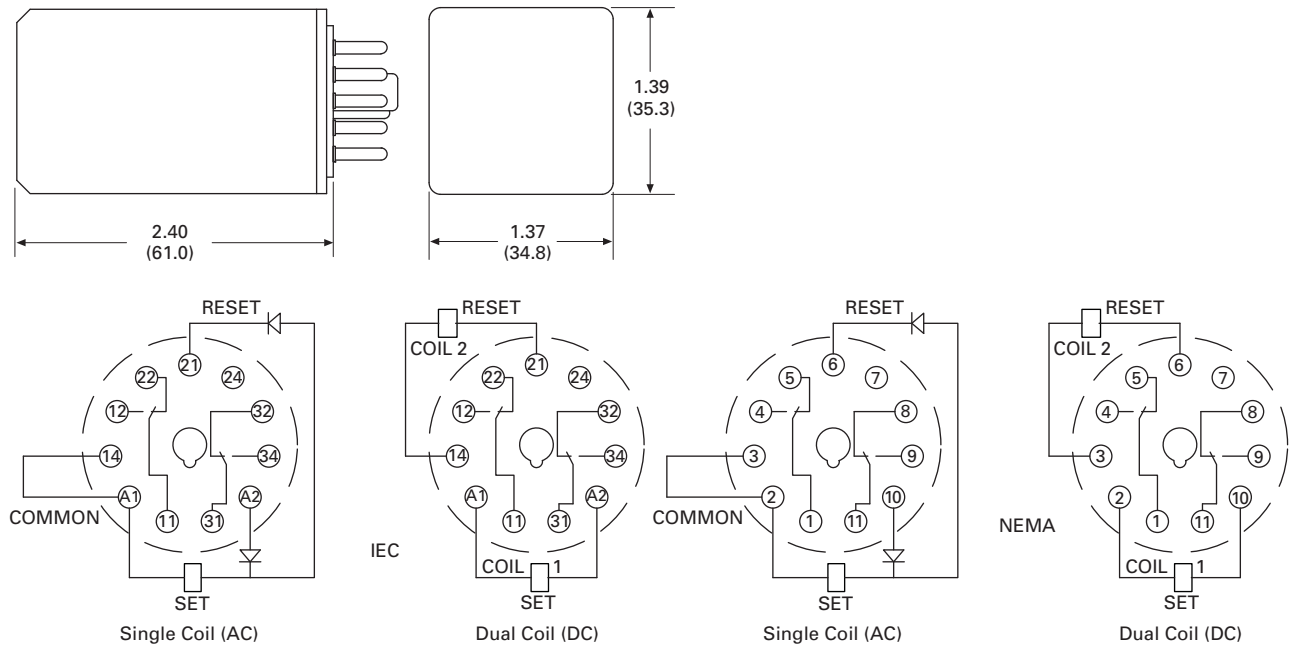 1.39
(35.3)
2.40
(61.0)
1.37
(34.8)
RESET
21
22
24
12
32
14
34
A1
A2
COMMON
11
31
SET
Single Coil (AC)
IEC
RESET
COIL 2
21
22
24
12
32
14
34
A1
A2
11
31
COIL 1
SET
Dual Coil (DC)
RESET
6
5
7
4
8
3
9
2
10
COMMON
1
11
SET
Single Coil (AC)
NEMA
RESET
COIL 2
6
5
7
4
8
3
9
2
10
1
11
COIL 1
SET
Dual Coil (DC)